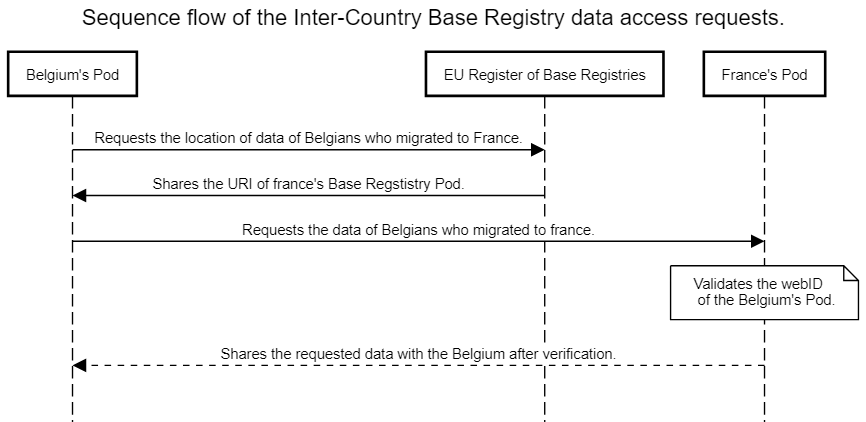 Sequence flow of the Inter-Country Base Registry data access requests.
Belgium's Pod
EU Register of Base Registries
France's Pod
Requests the location of data of Belgians who migrated to France.
Shares the URI of france's Base Regstistry Pod.
Requests the data of Belgians who migrated to france.
Validates the webID
of the Belgium's Pod.
Shares the requested data with the Belgium after verification.